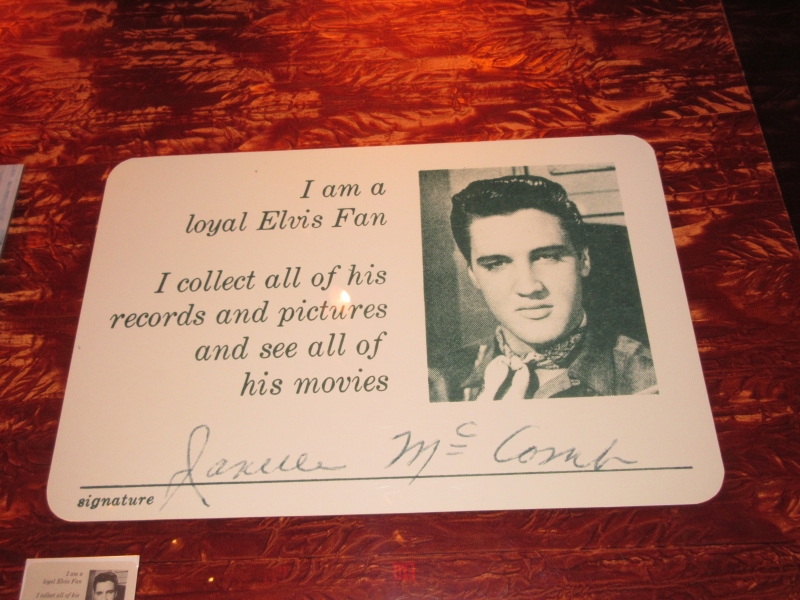 I am a
loyal Elvis Fan
I collect all of his
records and pictures
and see all of
his movies
signature Janelle McComb
I am a
loyal Elvis Fan
I collect all of his